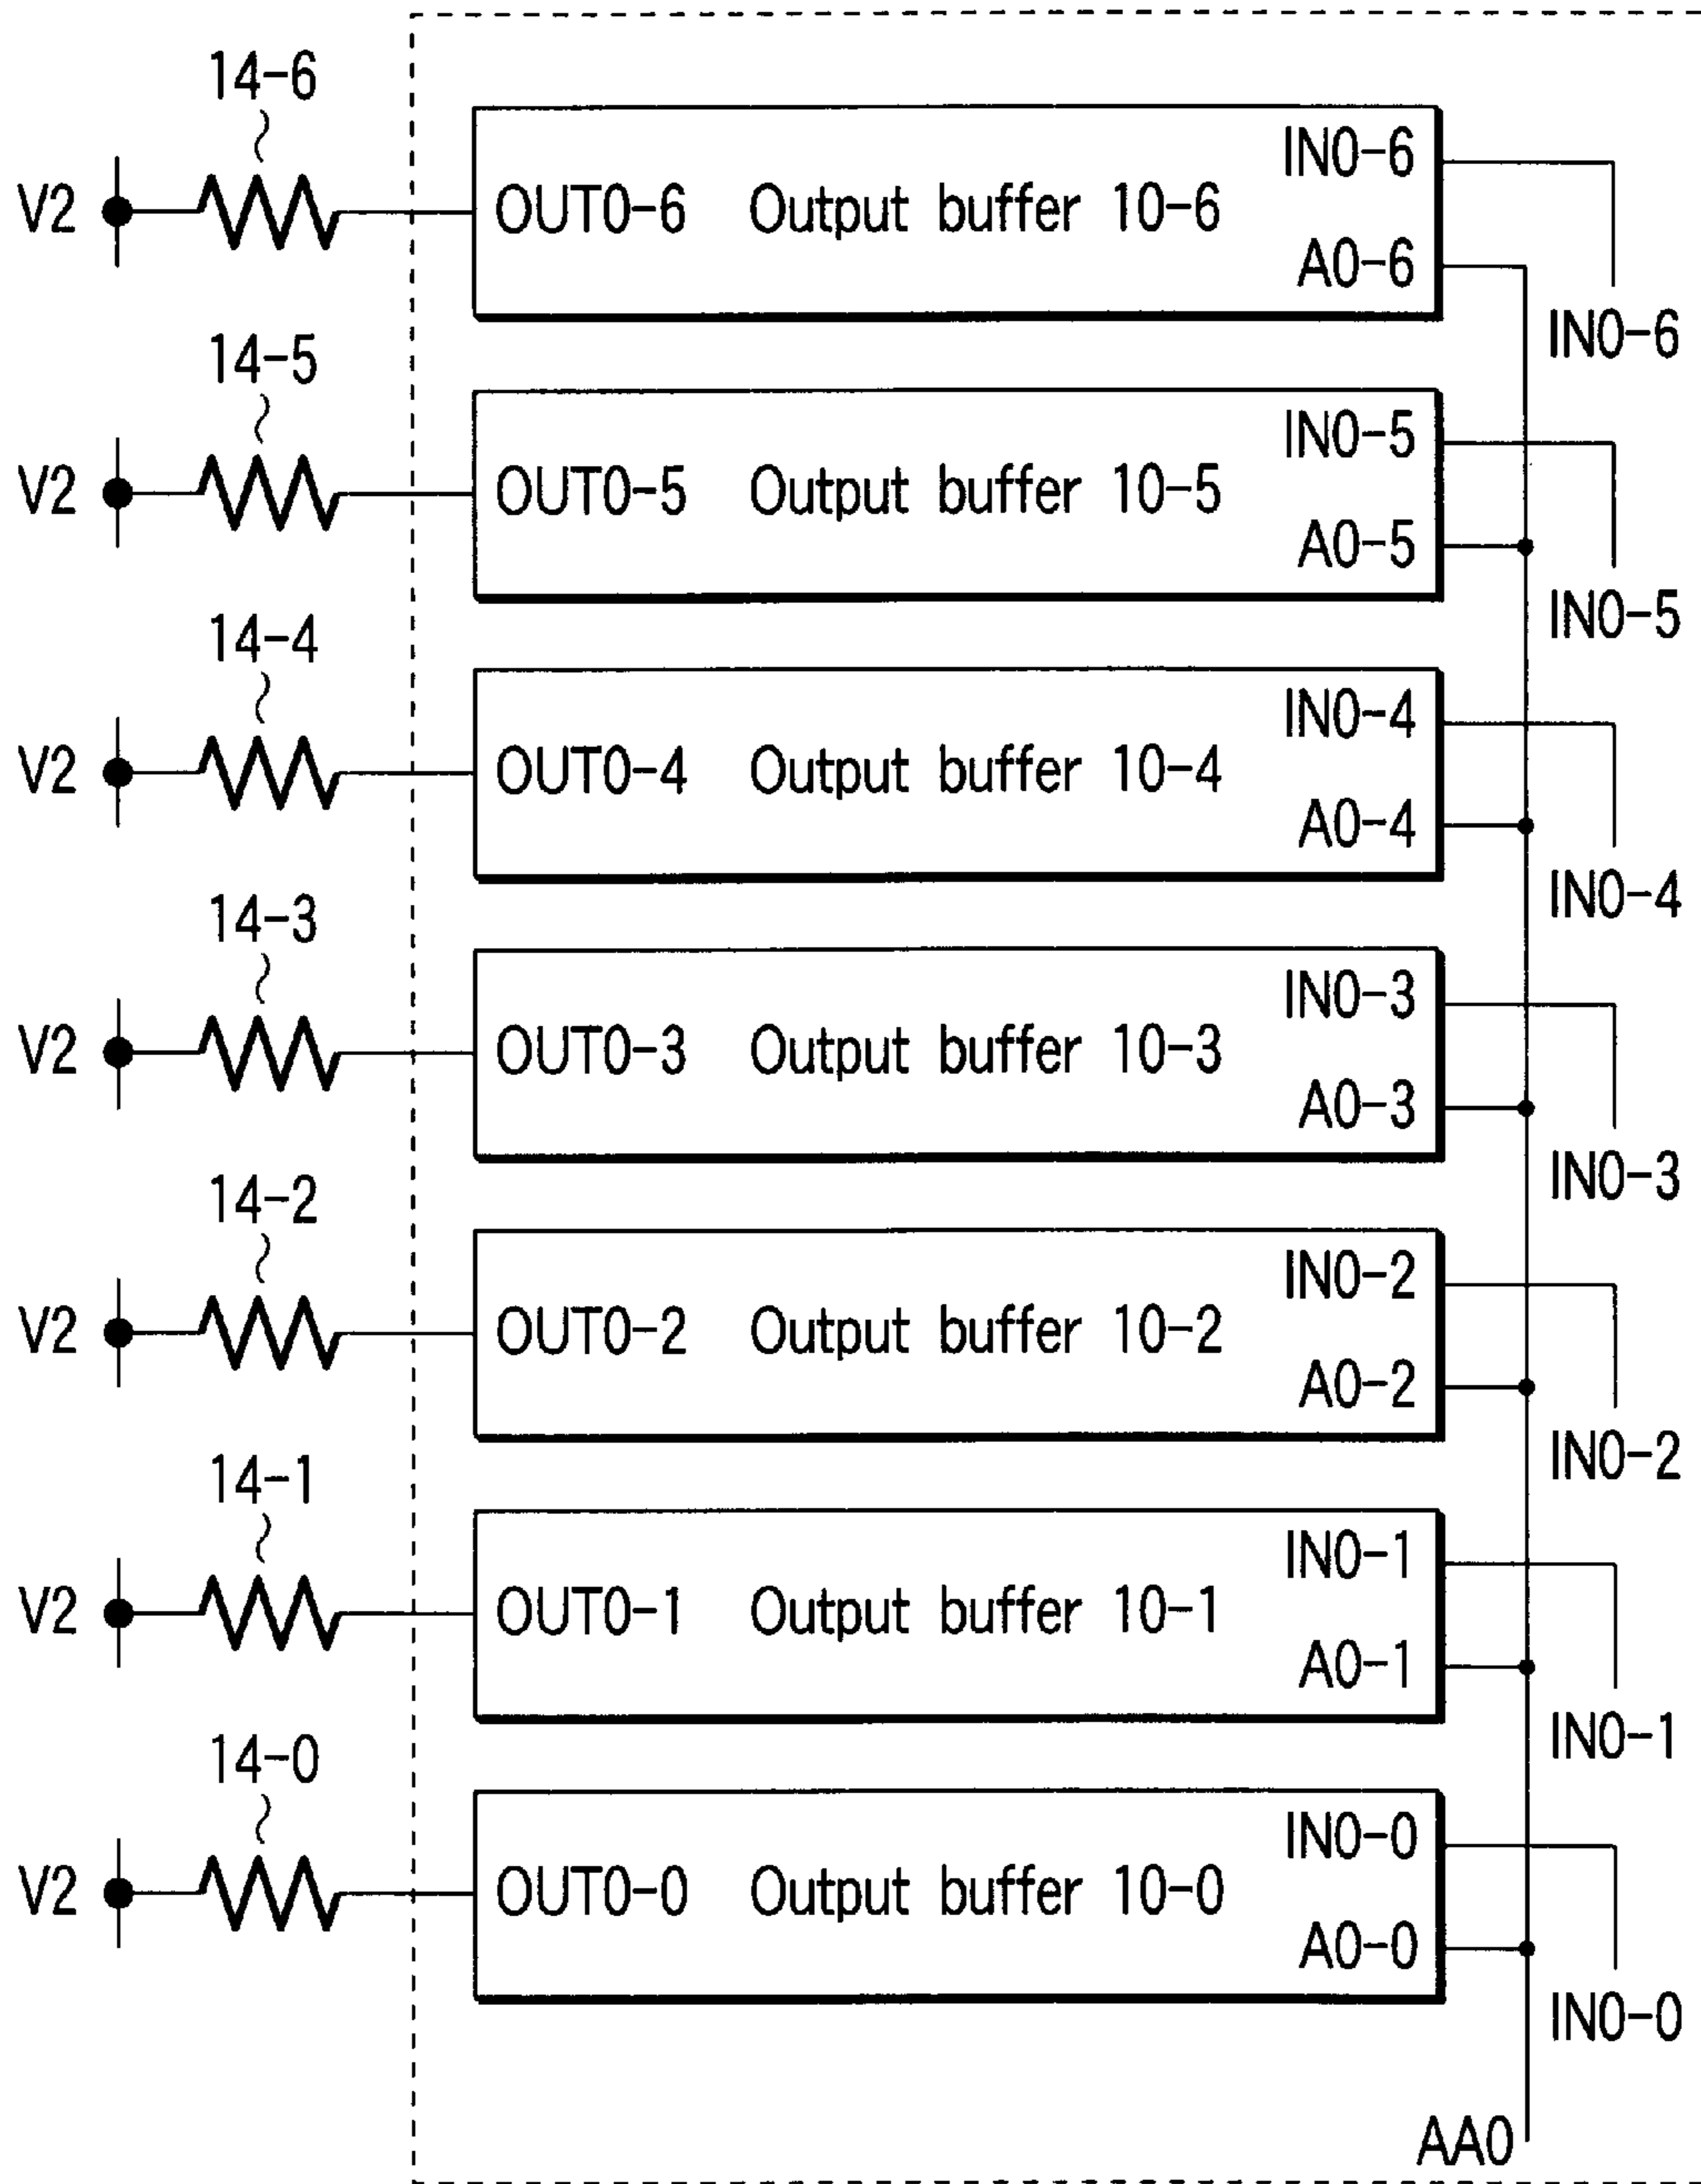 14-6
V2
OUT0-6 Output buffer 10-6
IN0-6
A0-6
IN0-6
14-5
V2
OUT0-5 Output buffer 10-5
IN0-5
A0-5
IN0-5
14-4
V2
OUT0-4 Output buffer 10-4
IN0-4
A0-4
IN0-4
14-3
V2
OUT0-3 Output buffer 10-3
IN0-3
A0-3
IN0-3
14-2
V2
OUT0-2 Output buffer 10-2
IN0-2
A0-2
IN0-2
14-1
V2
OUT0-1 Output buffer 10-1
IN0-1
A0-1
IN0-1
14-0
V2
OUT0-0 Output buffer 10-0
IN0-0
A0-0
IN0-0
AA0